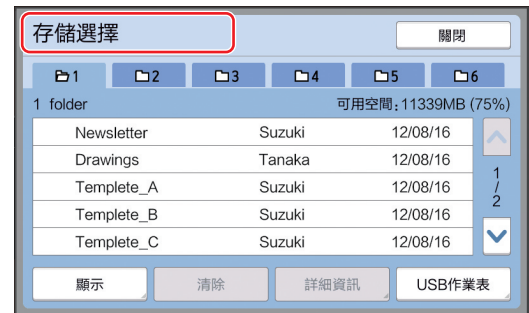 存儲選擇
關閉
1 2 3 4 5 6
1 folder 可用空間:11339MB (75%)
Newsletter Suzuki 12/08/16
Drawings Tanaka 12/08/16
Templete_A Suzuki 12/08/16
Templete_B Suzuki 12/08/16
Templete_C Suzuki 12/08/16
1
/
2
顯示 清除 詳細資訊 USB作業表